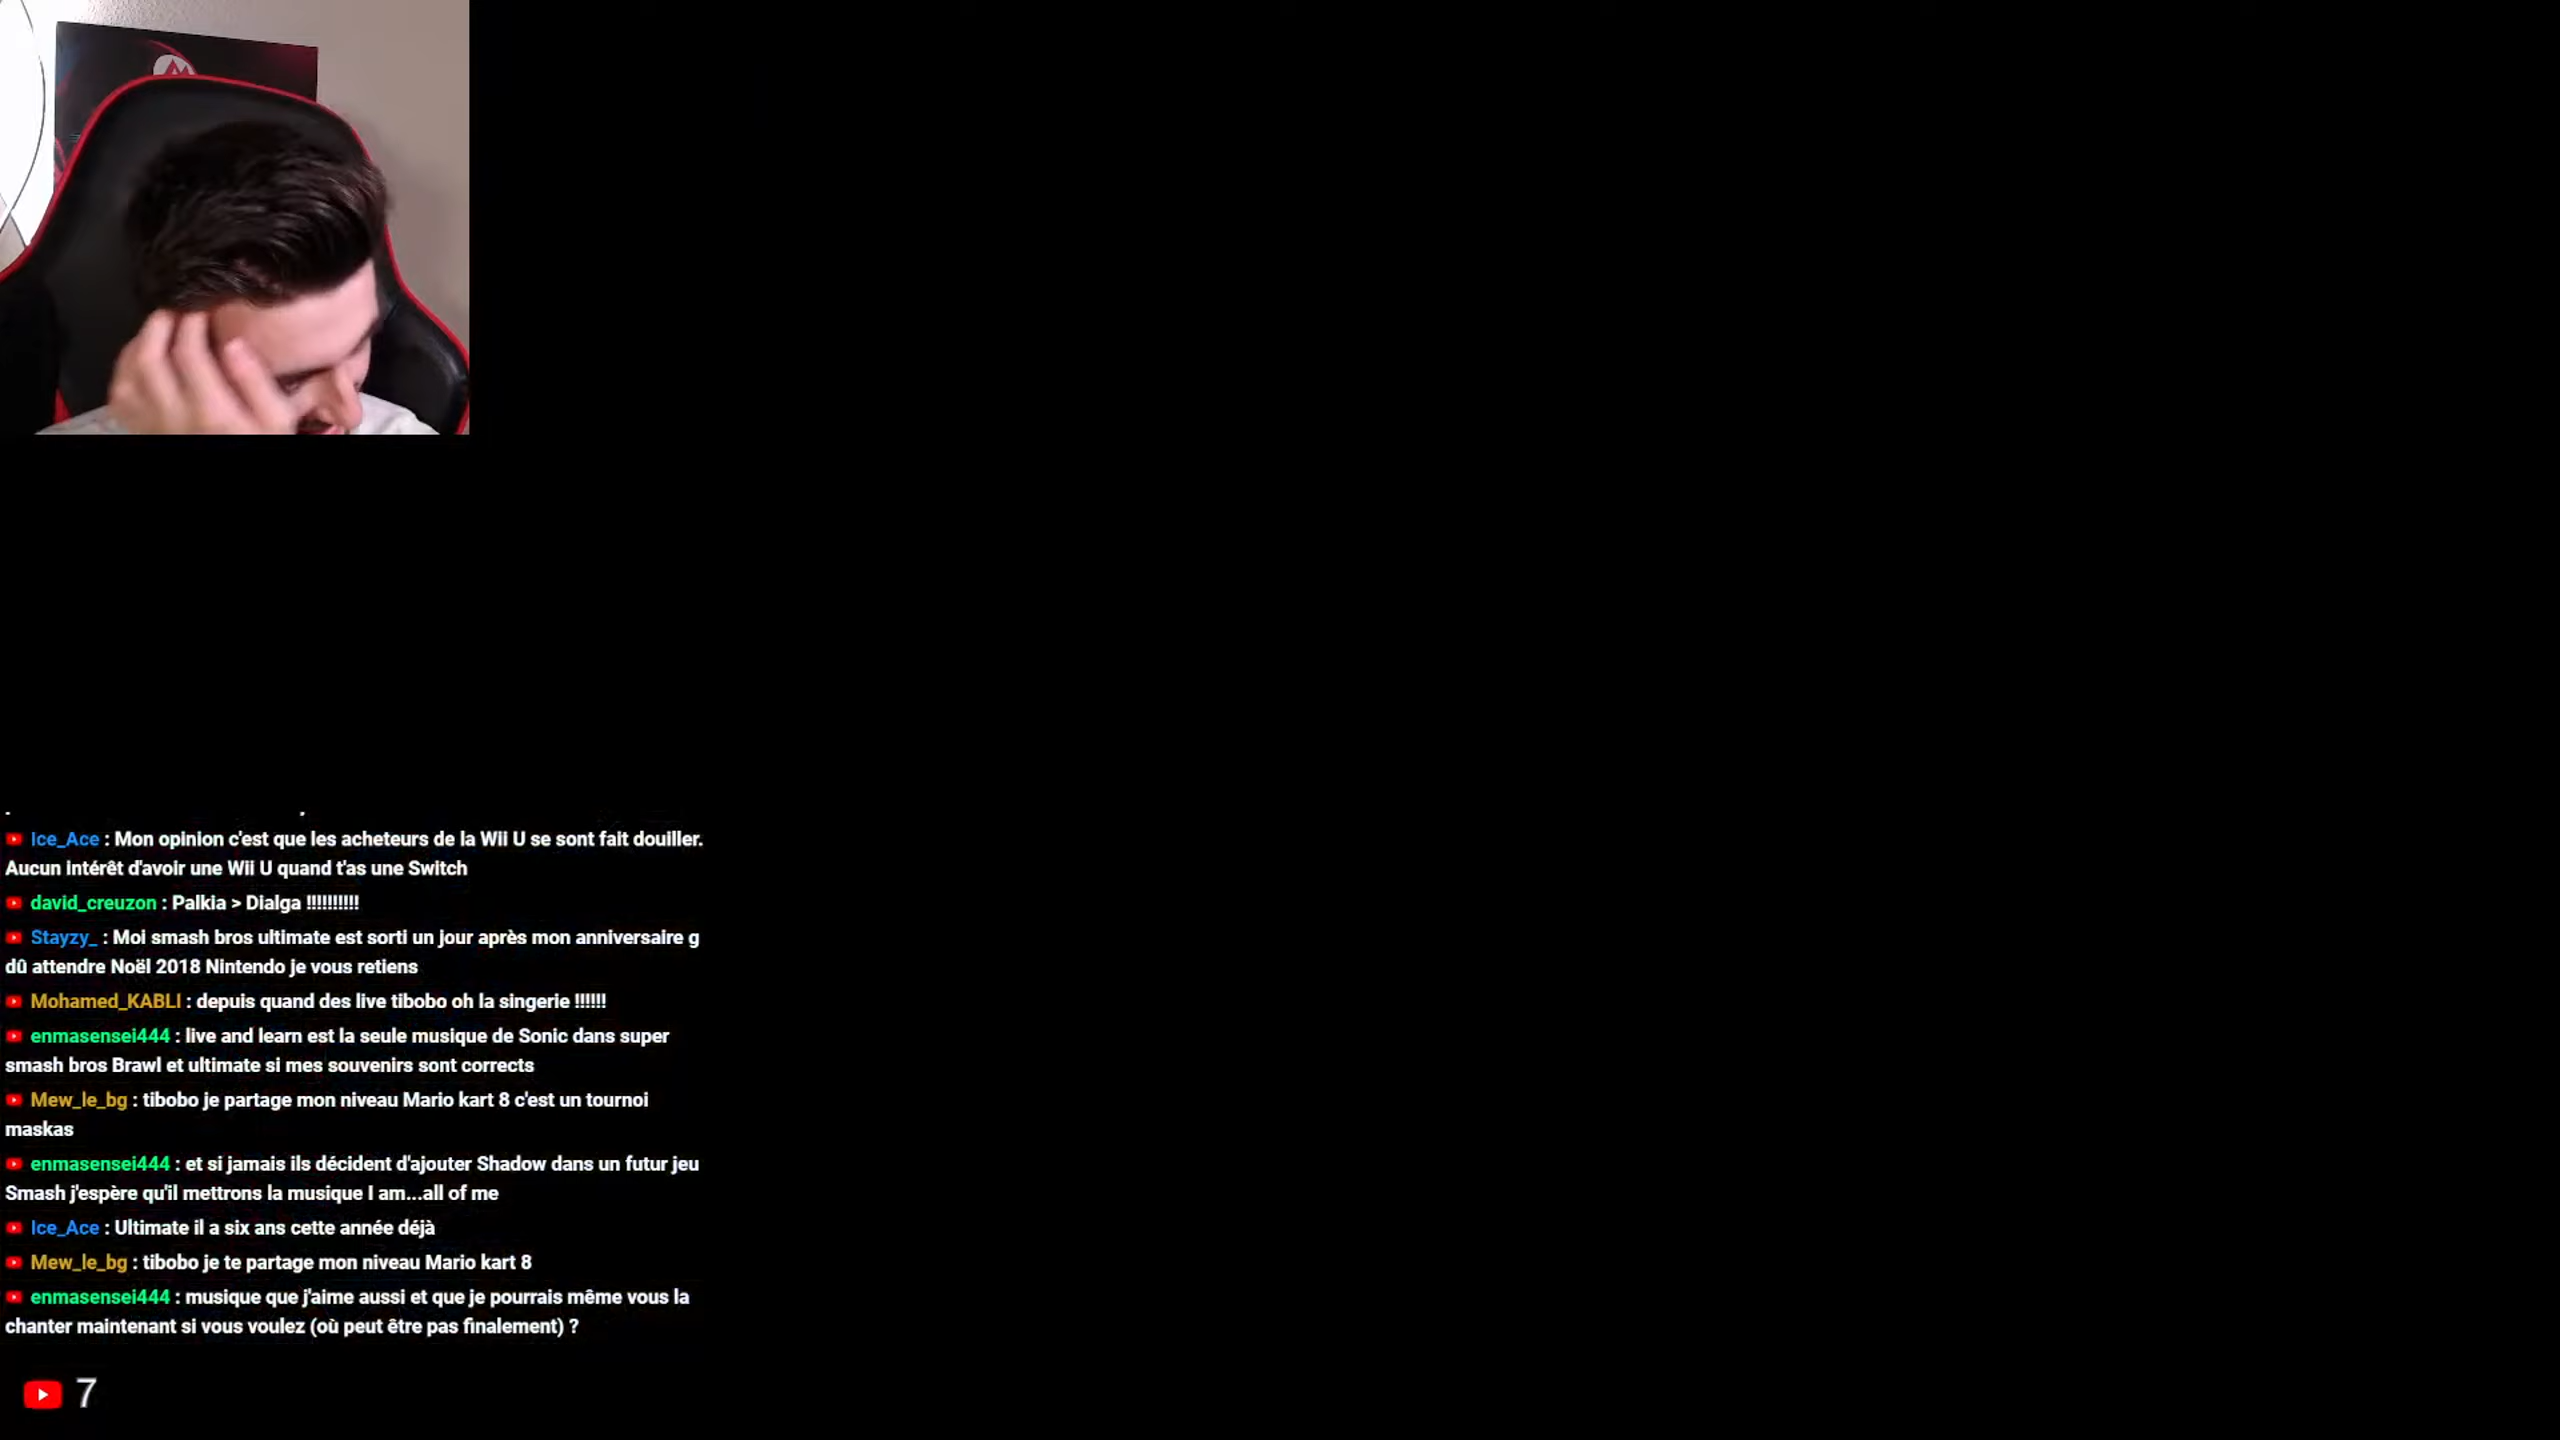 Ice_Ace : Mon opinion c'est que les acheteurs de la Wii U se sont fait douiller.
Aucun intérêt d'avoir une Wii U quand t'as une Switch
david_creuzon : Palkia > Dialga !!!!!!!!!!
Stayzy_ : Moi smash bros ultimate est sorti un jour après mon anniversaire g
dû attendre Noël 2018 Nintendo je vous retiens
Mohamed_KABLI : depuis quand des live tibobo oh la singerie !!!!!!
enmasensei444 : live and learn est la seule musique de Sonic dans super
smash bros Brawl et ultimate si mes souvenirs sont corrects
Mew_le_bg : tibobo je partage mon niveau Mario kart 8 c'est un tournoi
maskas
enmasensei444 : et si jamais ils décident d'ajouter Shadow dans un futur jeu
Smash j'espère qu'il mettrons la musique I am...all of me
Ice_Ace : Ultimate il a six ans cette année déjà
Mew_le_bg : tibobo je te partage mon niveau Mario kart 8
enmasensei444 : musique que j'aime aussi et que je pourrais même vous la
chanter maintenant si vous voulez (où peut être pas finalement) ?
7